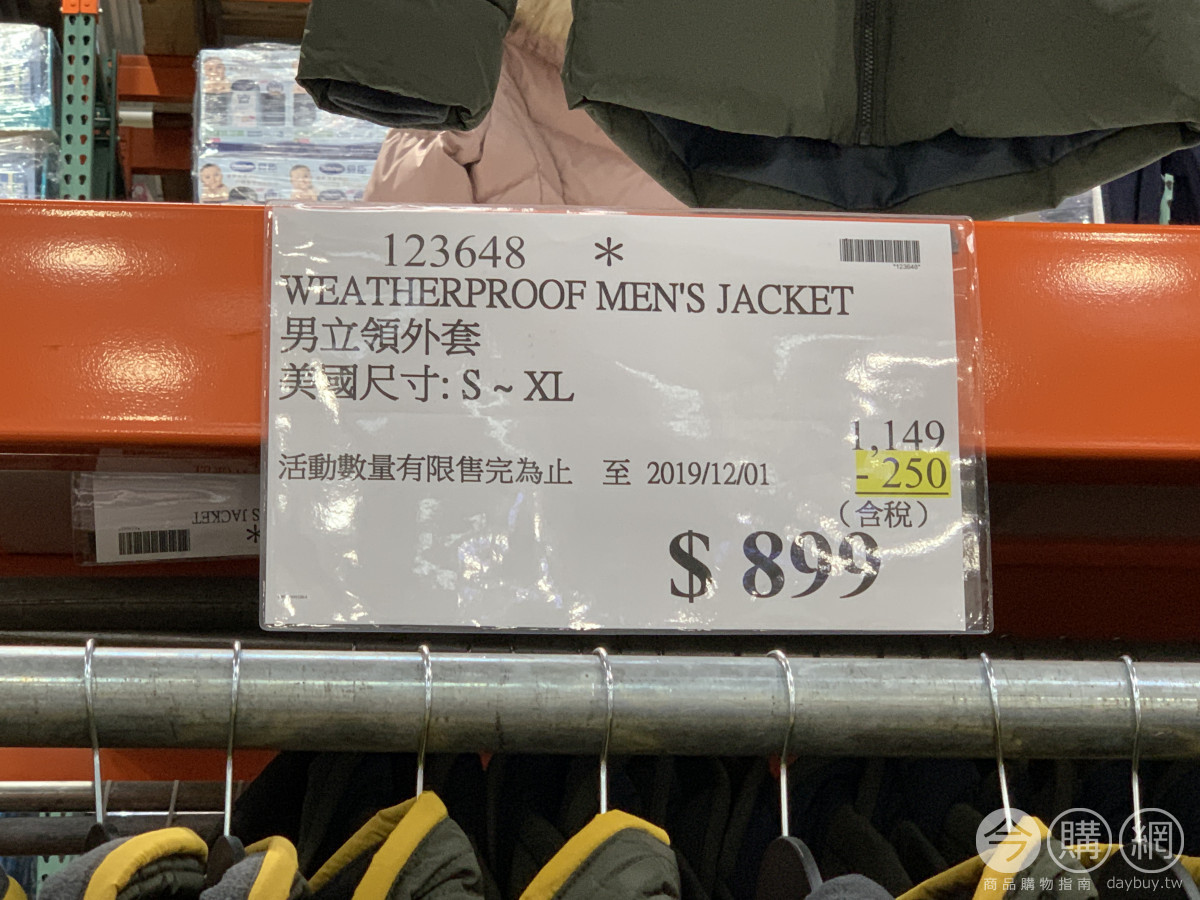 123648 *
*123648*
WEATHERPROOF MEN'S JACKET
男立領外套
美國尺寸: S ~ XL
1,149
活動數量有限售完為止 至 2019/12/01
- 250
(含稅)
$ 899
S JACKET
*
今購網
商品購物指南 daybuy.tw